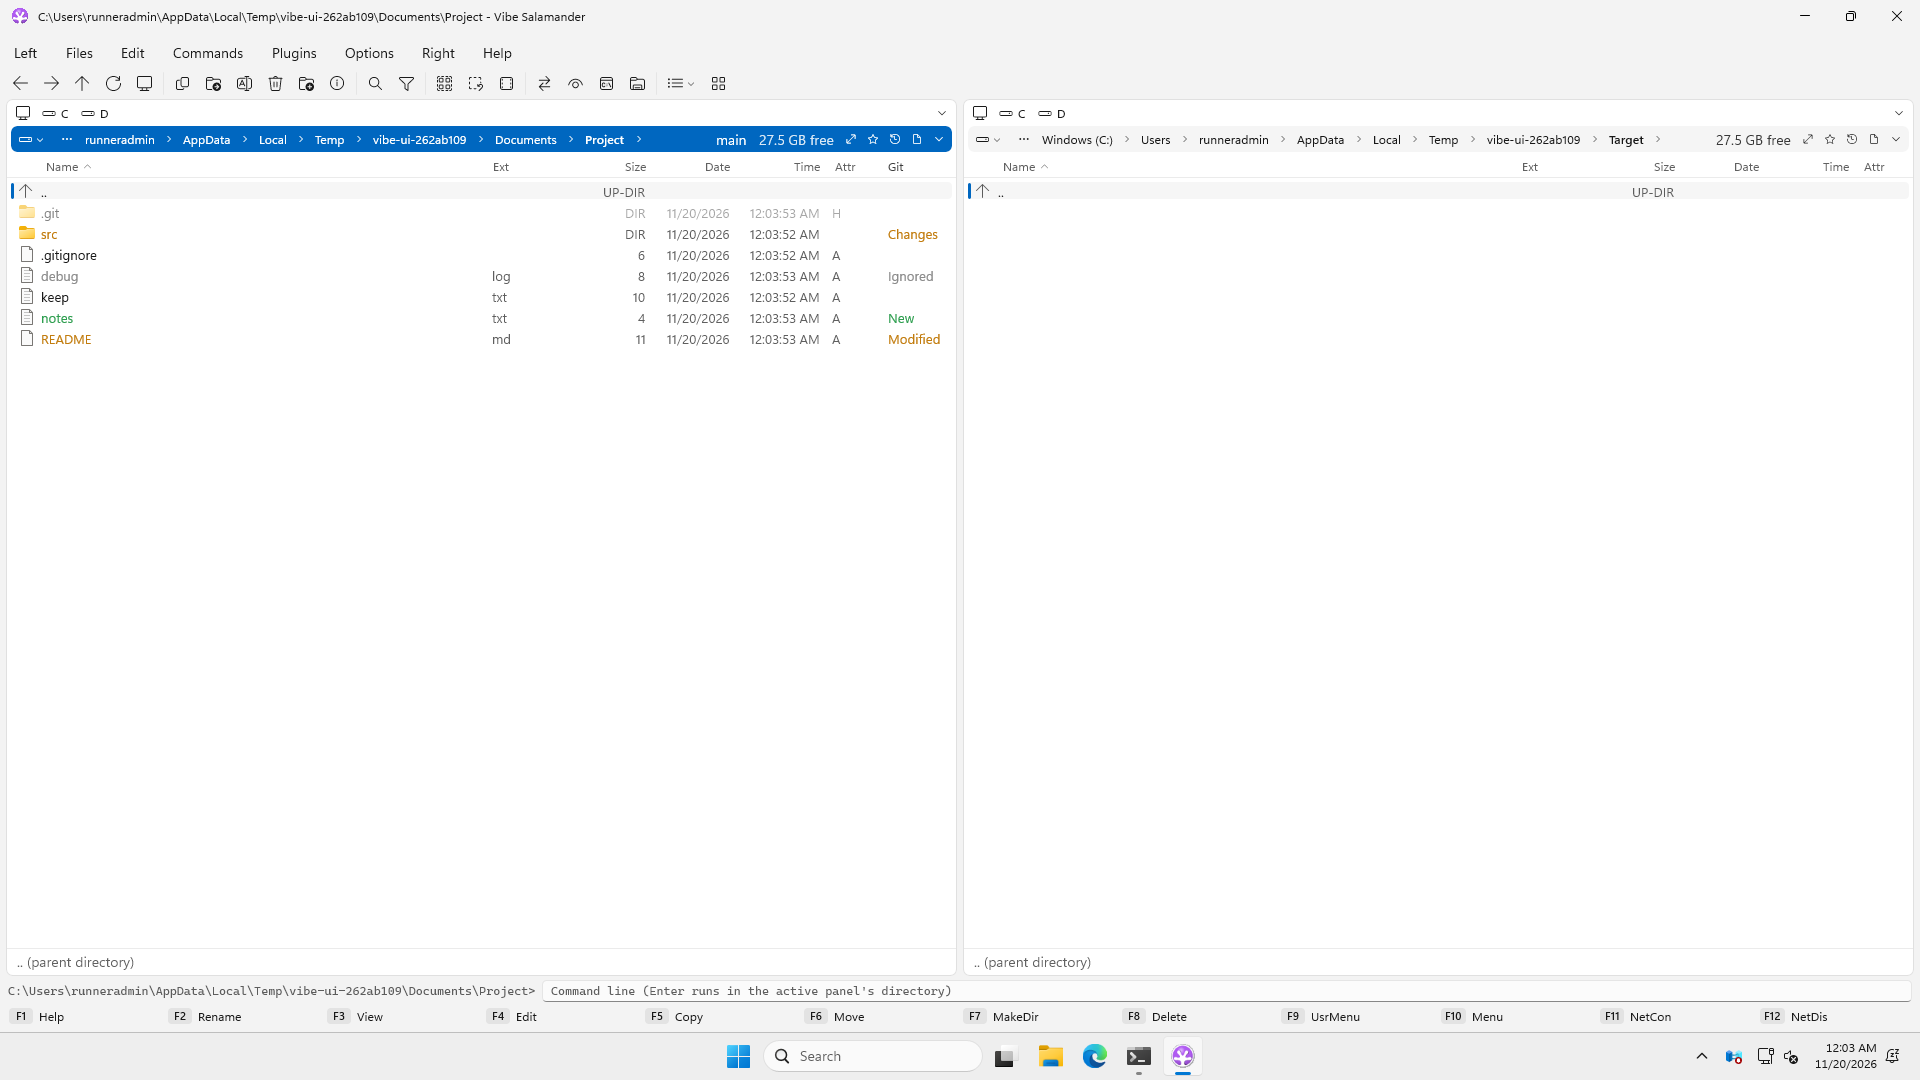 C:\Users\runneradmin\AppData\Local\Temp\vibe-ui-262ab109\Documents\Project - Vibe Salamander
Left Files Edit Commands Plugins Options Right Help
C D
runneradmin AppData Local Temp vibe-ui-262ab109 Documents Project main 27.5 GB free
Name Ext Size Date Time Attr Git
.. UP-DIR
.git DIR 11/20/2026 12:03:53 AM H
src DIR 11/20/2026 12:03:52 AM Changes
.gitignore 6 11/20/2026 12:03:52 AM A
debug log 8 11/20/2026 12:03:53 AM A Ignored
keep txt 10 11/20/2026 12:03:52 AM A
notes txt 4 11/20/2026 12:03:53 AM A New
README md 11 11/20/2026 12:03:53 AM A Modified
.. (parent directory)
C D
Windows (C:) Users runneradmin AppData Local Temp vibe-ui-262ab109 Target 27.5 GB free
Name Ext Size Date Time Attr
.. UP-DIR
.. (parent directory)
C:\Users\runneradmin\AppData\Local\Temp\vibe-ui-262ab109\Documents\Project> Command line (Enter runs in the active panel's directory)
F1 Help F2 Rename F3 View F4 Edit F5 Copy F6 Move F7 MakeDir F8 Delete F9 UsrMenu F10 Menu F11 NetCon F12 NetDis
Search
12:03 AM
11/20/2026